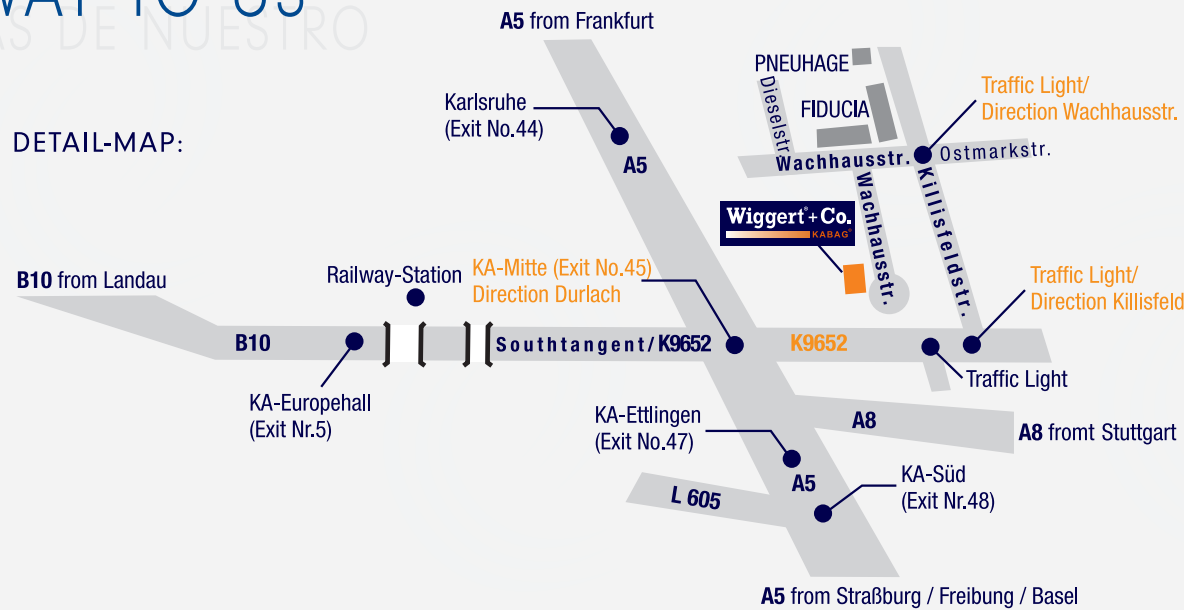 WAY TO US
AS DE NUESTRO
DETAIL-MAP:
A5 from Frankfurt
Karlsruhe
(Exit No.44)
A5
PNEUHAGE
Dieselstr.
FIDUCIA
Traffic Light/
Direction Wachhausstr.
Wachhausstr.
Ostmarkstr.
Wachhausstr.
Killisfeldstr.
Wiggert®+Co.
KABAG®
B10 from Landau
Railway-Station
KA-Mitte (Exit No.45)
Direction Durlach
Traffic Light/
Direction Killisfeld
B10
Southtangent/K9652
K9652
Traffic Light
KA-Europehall
(Exit Nr.5)
KA-Ettlingen
(Exit No.47)
A8
A8 fromt Stuttgart
A5
L 605
KA-Süd
(Exit Nr.48)
A5 from Straßburg / Freibung / Basel